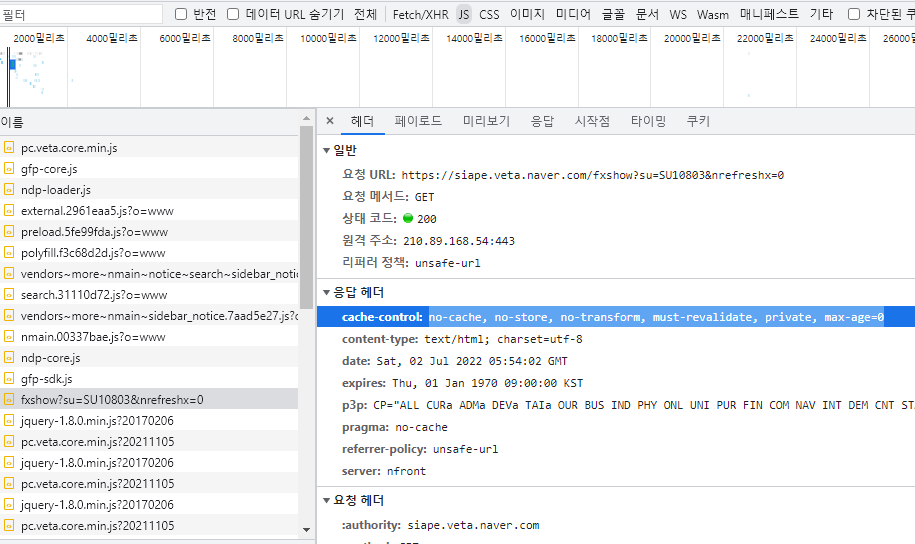 필터
반전
데이터 URL 숨기기 전체 Fetch/XHR JS CSS 이미지 미디어 글꼴 문서 WS Wasm 매니페스트 기타
차단된 쿠
2000밀리초 4000밀리초 6000밀리초 8000밀리초 10000밀리초 12000밀리초 14000밀리초 16000밀리초 18000밀리초 20000밀리초 22000밀리초 24000밀리초 26000
이름
pc.veta.core.min.js
gfp-core.js
ndp-loader.js
external.2961eaa5.js?o=www
preload.5fe99fda.js?o=www
polyfill.f3c68d2d.js?o=www
vendors~more~nmain~notice~search~sidebar_notic
search.31110d72.js?o=www
vendors~more~nmain~sidebar_notice.7aad5e27.js?o
nmain.00337bae.js?o=www
ndp-core.js
gfp-sdk.js
fxshow?su=SU10803&nrefreshx=0
jquery-1.8.0.min.js?20170206
pc.veta.core.min.js?20211105
jquery-1.8.0.min.js?20170206
pc.veta.core.min.js?20211105
jquery-1.8.0.min.js?20170206
pc.veta.core.min.js?20211105
× 헤더 페이로드 미리보기 응답 시작점 타이밍 쿠키
▼ 일반
요청 URL: https://siape.veta.naver.com/fxshow?su=SU10803&nrefreshx=0
요청 메서드: GET
상태 코드: 200
원격 주소: 210.89.168.54:443
리퍼러 정책: unsafe-url
▼ 응답 헤더
cache-control: no-cache, no-store, no-transform, must-revalidate, private, max-age=0
content-type: text/html; charset=utf-8
date: Sat, 02 Jul 2022 05:54:02 GMT
expires: Thu, 01 Jan 1970 09:00:00 KST
p3p: CP="ALL CURa ADMa DEVa TAIa OUR BUS IND PHY ONL UNI PUR FIN COM NAV INT DEM CNT STA
pragma: no-cache
referrer-policy: unsafe-url
server: nfront
▼ 요청 헤더
:authority: siape.veta.naver.com